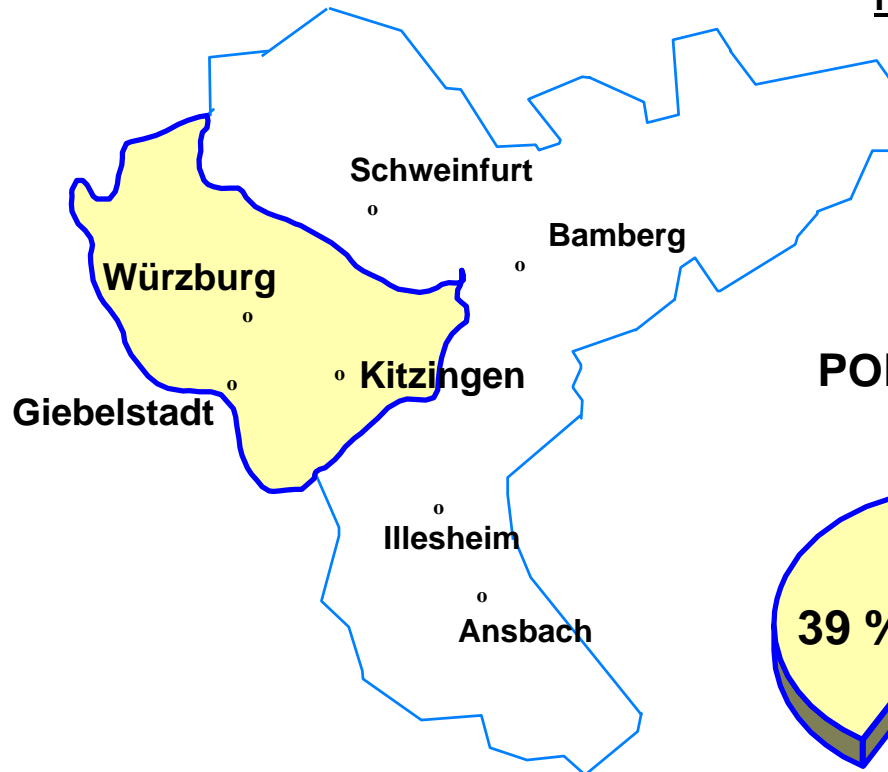 Schweinfurt
Bamberg
Würzburg
Kitzingen
Giebelstadt
Illesheim
Ansbach
39 %